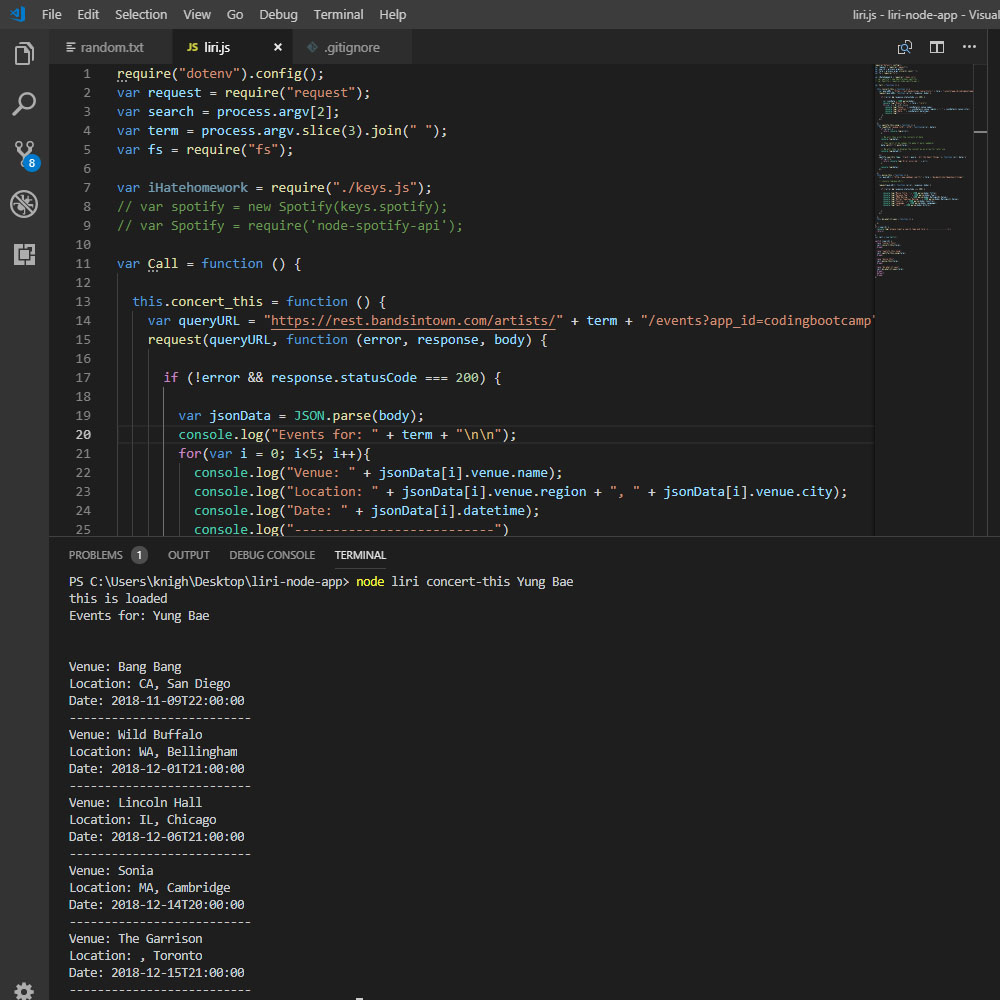 File Edit Selection View Go Debug Terminal Help liri.js - liri-node-app - Visual
random.txt JS liri.js × .gitignore
1 require("dotenv").config();
2 var request = require("request");
3 var search = process.argv[2];
4 var term = process.argv.slice(3).join(" ");
5 var fs = require("fs");
6
7 var iHatehomework = require("./keys.js");
8 // var spotify = new Spotify(keys.spotify);
9 // var Spotify = require('node-spotify-api');
10
11 var Call = function () {
12
13 this.concert_this = function () {
14 var queryURL = "https://rest.bandsintown.com/artists/" + term + "/events?app_id=codingbootcamp"
15 request(queryURL, function (error, response, body) {
16
17 if (!error && response.statusCode === 200) {
18
19 var jsonData = JSON.parse(body);
20 console.log("Events for: " + term + "\n\n");
21 for(var i = 0; i<5; i++){
22 console.log("Venue: " + jsonData[i].venue.name);
23 console.log("Location: " + jsonData[i].venue.region + ", " + jsonData[i].venue.city);
24 console.log("Date: " + jsonData[i].datetime);
25 console.log("--------------------------")
8
PROBLEMS 1 OUTPUT DEBUG CONSOLE TERMINAL
PS C:\Users\knigh\Desktop\liri-node-app> node liri concert-this Yung Bae
this is loaded
Events for: Yung Bae
Venue: Bang Bang
Location: CA, San Diego
Date: 2018-11-09T22:00:00
--------------------------
Venue: Wild Buffalo
Location: WA, Bellingham
Date: 2018-12-01T21:00:00
--------------------------
Venue: Lincoln Hall
Location: IL, Chicago
Date: 2018-12-06T21:00:00
--------------------------
Venue: Sonia
Location: MA, Cambridge
Date: 2018-12-14T20:00:00
--------------------------
Venue: The Garrison
Location: , Toronto
Date: 2018-12-15T21:00:00
--------------------------